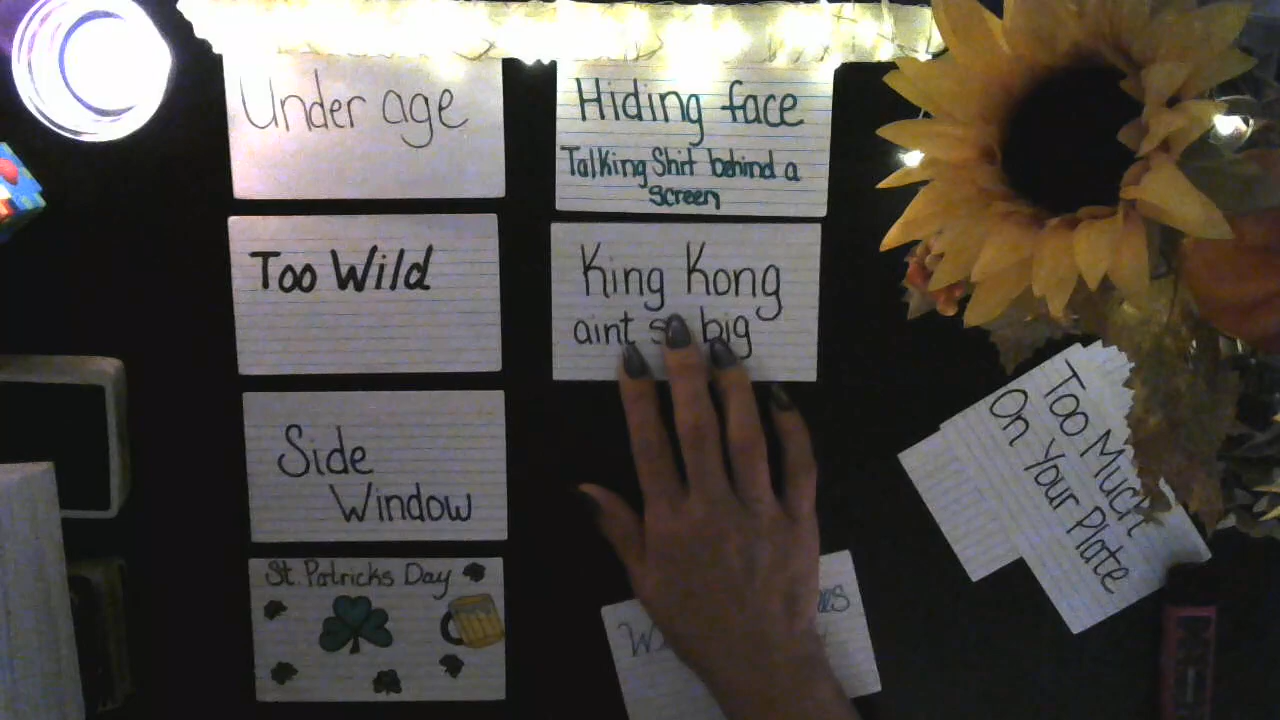 Under age
Too Wild
Side
Window
St. Patricks Day
Hiding face
Talking Shit behind a
screen
King Kong
aint so big
Too Much
On Your Plate